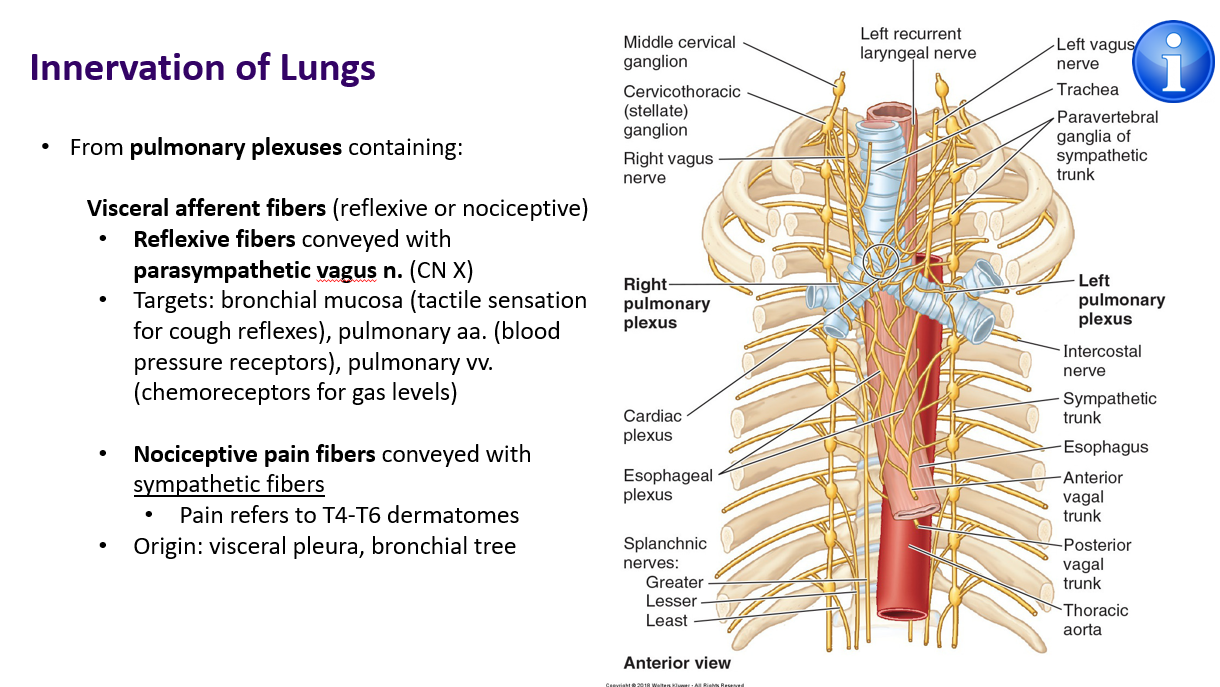 Innervation of Lungs
• From pulmonary plexuses containing:
Visceral afferent fibers (reflexive or nociceptive)
• Reflexive fibers conveyed with
parasympathetic vagus n. (CN X)
• Targets: bronchial mucosa (tactile sensation
for cough reflexes), pulmonary aa. (blood
pressure receptors), pulmonary vv.
(chemoreceptors for gas levels)
• Nociceptive pain fibers conveyed with
sympathetic fibers
• Pain refers to T4-T6 dermatomes
• Origin: visceral pleura, bronchial tree
Middle cervical
ganglion
Cervicothoracic
(stellate)
ganglion
Right vagus
nerve
Right
pulmonary
plexus
Cardiac
plexus
Esophageal
plexus
Splanchnic
nerves:
Greater
Lesser
Least
Anterior view
Left recurrent
laryngeal nerve
Left vagus
nerve
Trachea
Paravertebral
ganglia of
sympathetic
trunk
Left
pulmonary
plexus
Intercostal
nerve
Sympathetic
trunk
Esophagus
Anterior
vagal
trunk
Posterior
vagal
trunk
Thoracic
aorta
i
Copyright © 2018 Wolters Kluwer - All Rights Reserved